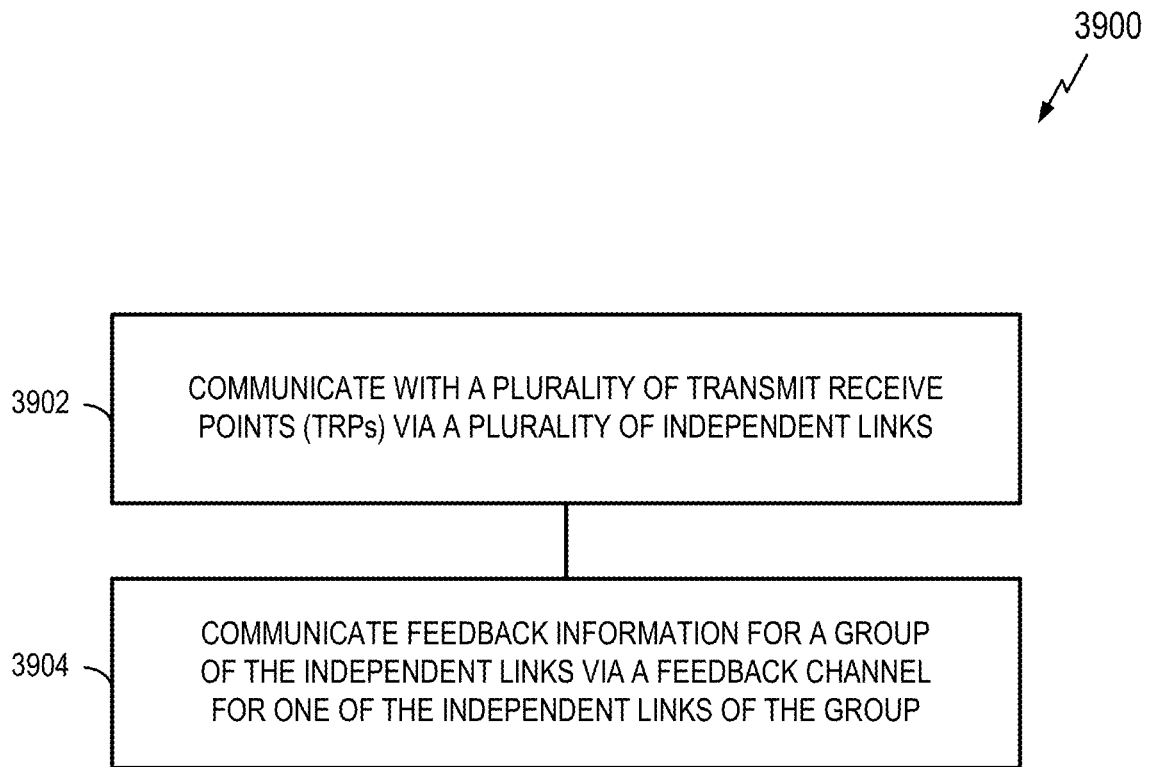 3900
3902
COMMUNICATE WITH A PLURALITY OF TRANSMIT RECEIVE
POINTS (TRPs) VIA A PLURALITY OF INDEPENDENT LINKS
3904
COMMUNICATE FEEDBACK INFORMATION FOR A GROUP
OF THE INDEPENDENT LINKS VIA A FEEDBACK CHANNEL
FOR ONE OF THE INDEPENDENT LINKS OF THE GROUP